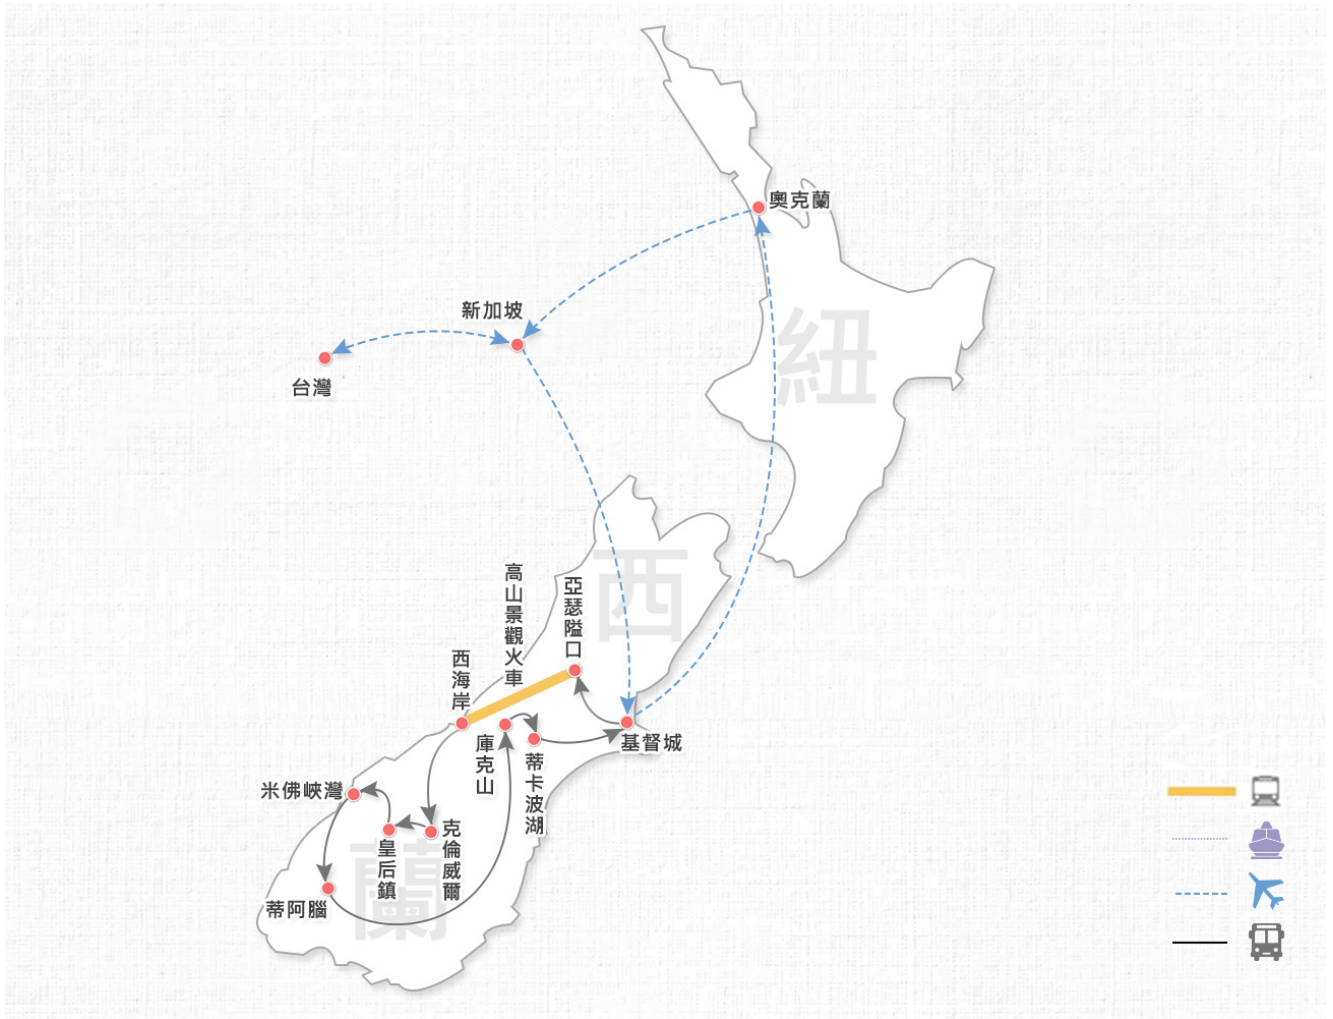 奧克蘭
新加坡
台灣
紐
西
蘭
高山景觀火車
亞瑟隘口
西海岸
基督城
庫克山
蒂卡波湖
米佛峽灣
克倫威爾
皇后鎮
蒂阿腦